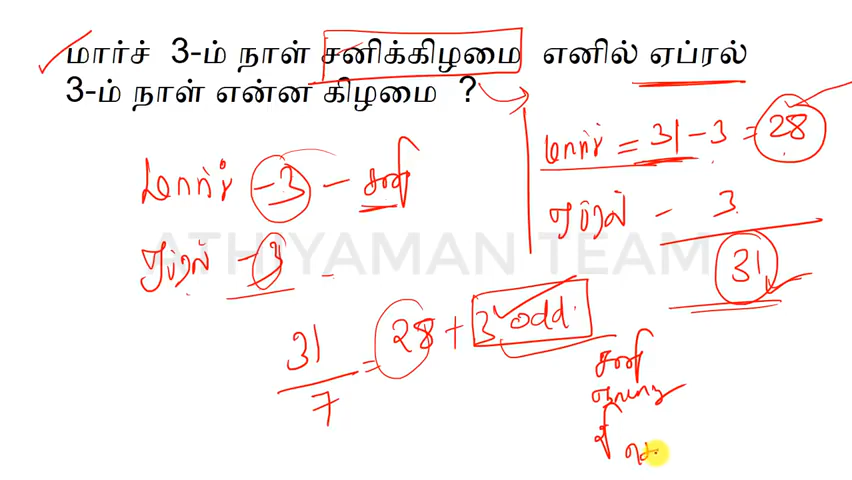 மார்ச் 3-ம் நாள் சனிக்கிழமை எனில் ஏப்ரல்
3-ம் நாள் என்ன கிழமை ?
மார்ச் - 3 - சனி
ஏப்ரல் - 3 -
மார்ச் = 31 - 3 = 28
ஏப்ரல் - 3
31
ATHIYAMAN TEAM
31
7
= 28 + 3 odd.
சனி
தி